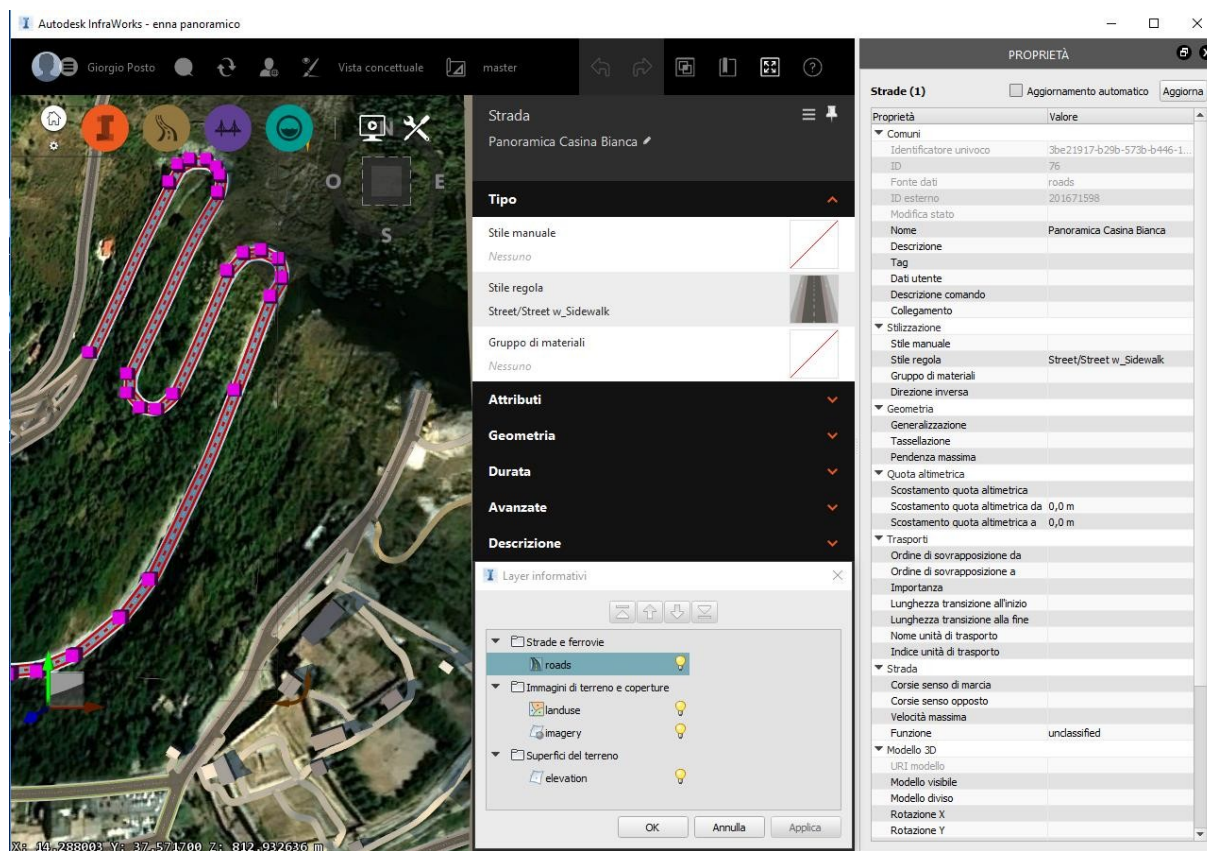 Autodesk InfraWorks - enna panoramico
Giorgio Posto
Vista concettuale
master
O
E
S
X: 14.288003 Y: 37.571700 Z: 812.932636 m
Strada
Panoramica Casina Bianca
Tipo
Stile manuale
Nessuno
Stile regola
Street/Street w_Sidewalk
Gruppo di materiali
Nessuno
Attributi
Geometria
Durata
Avanzate
Descrizione
Layer informativi
Strade e ferrovie
roads
Immagini di terreno e coperture
landuse
imagery
Superfici del terreno
elevation
OK Annulla Applica
PROPRIETÀ
Strade (1) Aggiornamento automatico Aggiorna
Proprietà Valore
Comuni
Identificatore univoco 3be21917-b29b-573b-b446-1...
ID 76
Fonte dati roads
ID esterno 201671598
Modifica stato
Nome Panoramica Casina Bianca
Descrizione
Tag
Dati utente
Descrizione comando
Collegamento
Stilizzazione
Stile manuale
Stile regola Street/Street w_Sidewalk
Gruppo di materiali
Direzione inversa
Geometria
Generalizzazione
Tassellazione
Pendenza massima
Quota altimetrica
Scostamento quota altimetrica
Scostamento quota altimetrica da 0,0 m
Scostamento quota altimetrica a 0,0 m
Trasporti
Ordine di sovrapposizione da
Ordine di sovrapposizione a
Importanza
Lunghezza transizione all'inizio
Lunghezza transizione alla fine
Nome unità di trasporto
Indice unità di trasporto
Strada
Corsie senso di marcia
Corsie senso opposto
Velocità massima
Funzione unclassified
Modello 3D
URI modello
Modello visibile
Modello diviso
Rotazione X
Rotazione Y